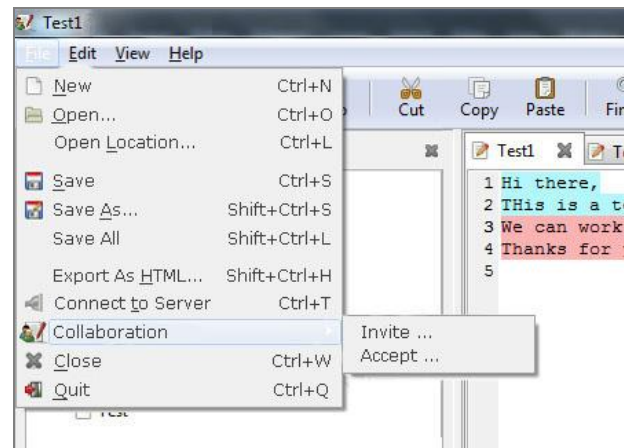 Test1
File Edit View Help
New Ctrl+N
Open... Ctrl+O
Open Location... Ctrl+L
Save Ctrl+S
Save As... Shift+Ctrl+S
Save All Shift+Ctrl+L
Export As HTML... Shift+Ctrl+H
Connect to Server Ctrl+T
Collaboration
Close Ctrl+W
Quit Ctrl+Q
Invite ...
Accept ...
Test
Cut Copy Paste
Test1
1 Hi there,
2 THis is a
3 We can work
4 Thanks for
5